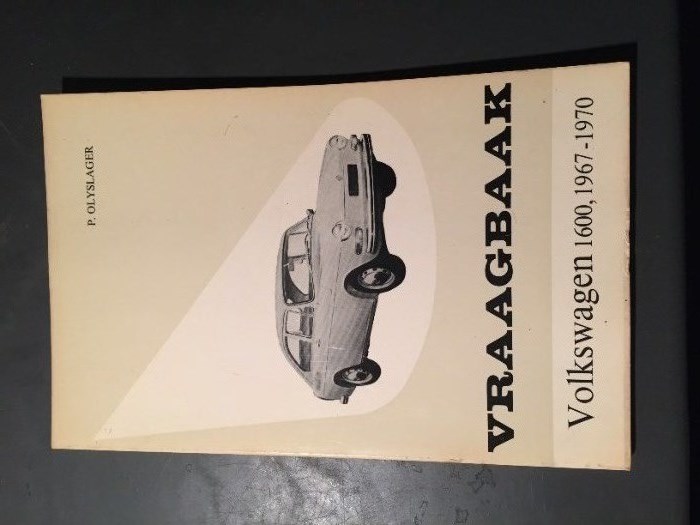 P. OLYSLAGER
VRAAGBAAK
Volkswagen 1600, 1967-1970